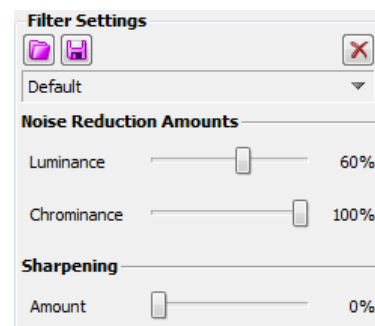 Filter Settings
Default
Noise Reduction Amounts
Luminance 60%
Chrominance 100%
Sharpening
Amount 0%